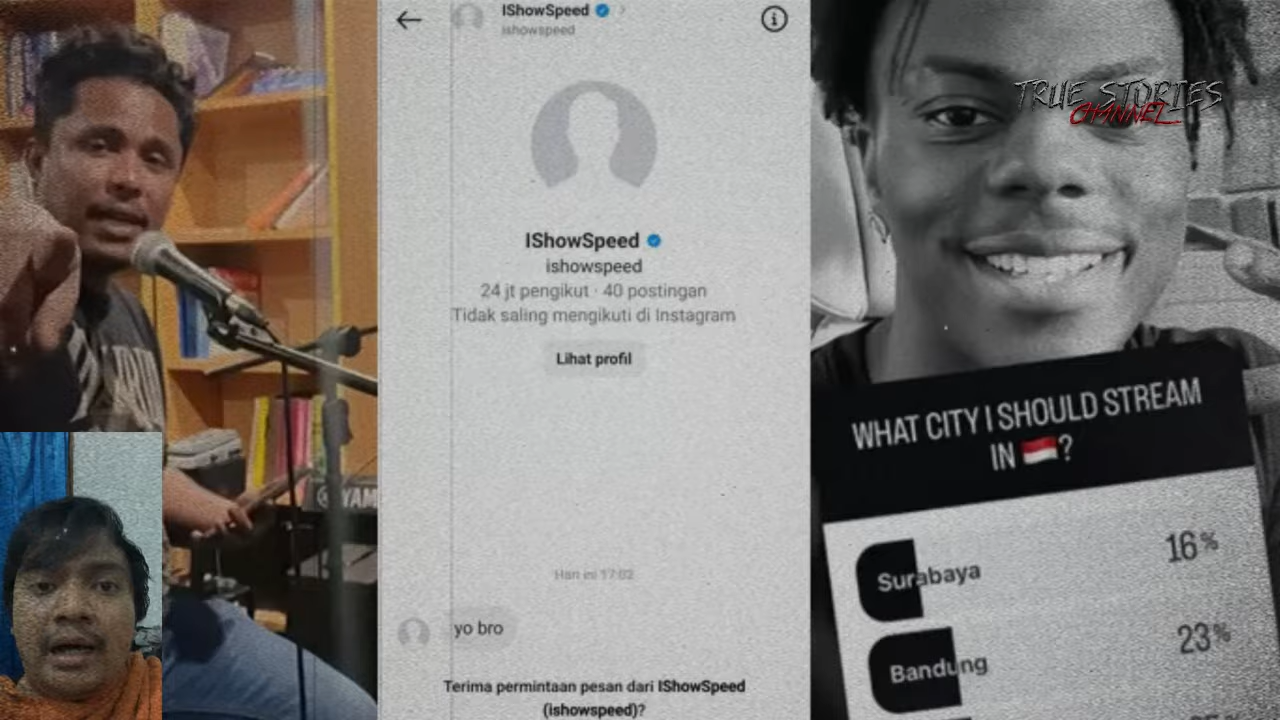 IShowSpeed
ishowspeed
IShowSpeed
ishowspeed
24 jt pengikut · 40 postingan
Tidak saling mengikuti di Instagram
Lihat profil
Hari ini 17:02
yo bro
Terima permintaan pesan dari IShowSpeed
(ishowspeed)?
TRUE STORIES
CHANNEL
WHAT CITY I SHOULD STREAM
IN 🇮🇩?
Surabaya 16%
Bandung 23%
YAM